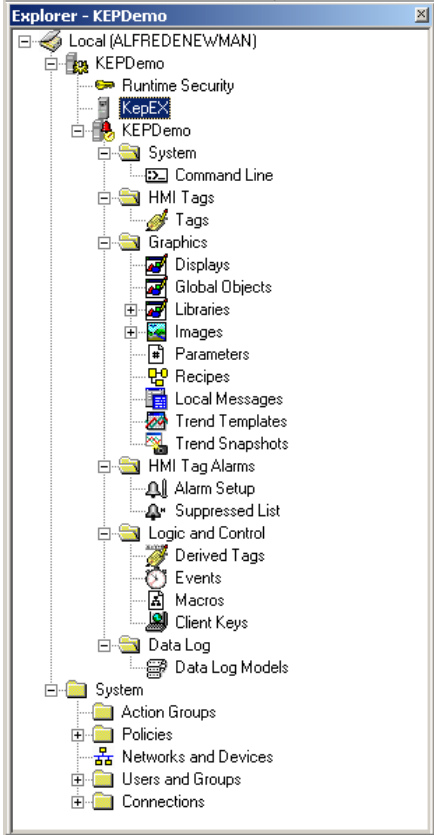 Explorer - KEPDemo
Local (ALFREDENEWMAN)
KEPDemo
Runtime Security
KepEX
KEPDemo
System
Command Line
HMI Tags
Tags
Graphics
Displays
Global Objects
Libraries
Images
Parameters
Recipes
Local Messages
Trend Templates
Trend Snapshots
HMI Tag Alarms
Alarm Setup
Suppressed List
Logic and Control
Derived Tags
Events
Macros
Client Keys
Data Log
Data Log Models
System
Action Groups
Policies
Networks and Devices
Users and Groups
Connections